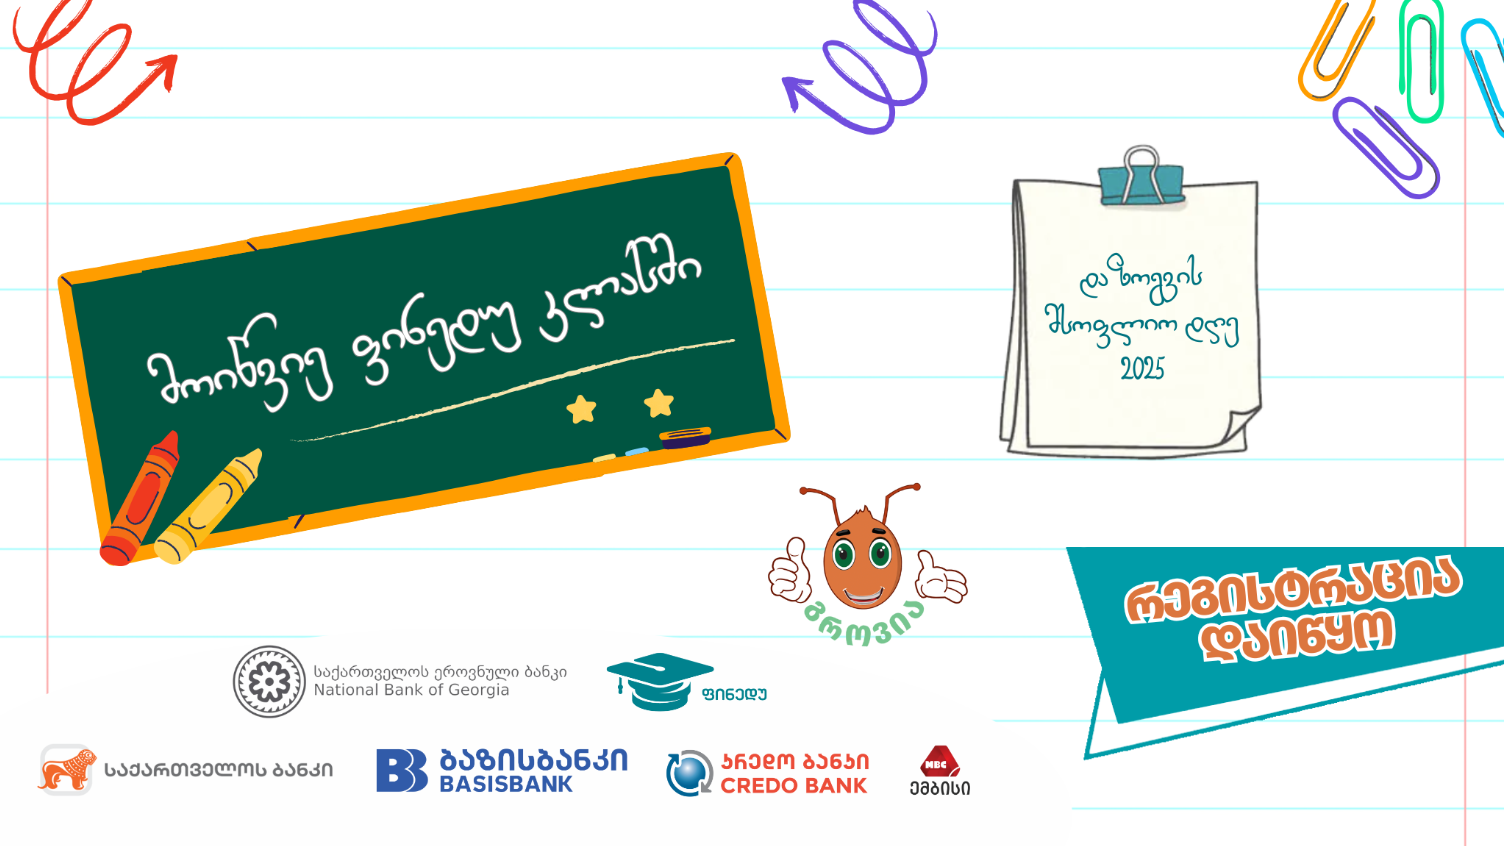 მოიწვიე ფინედუ კლასში
დაზოგვის
მსოფლიო დღე
2025
გროვია
რეგისტრაცია
დაიწყო
საქართველოს ეროვნული ბანკი
National Bank of Georgia
ფინედუ
საქართველოს ბანკი
ბაზისბანკი
BASISBANK
კრედო ბანკი
CREDO BANK
MBC
ემბისი